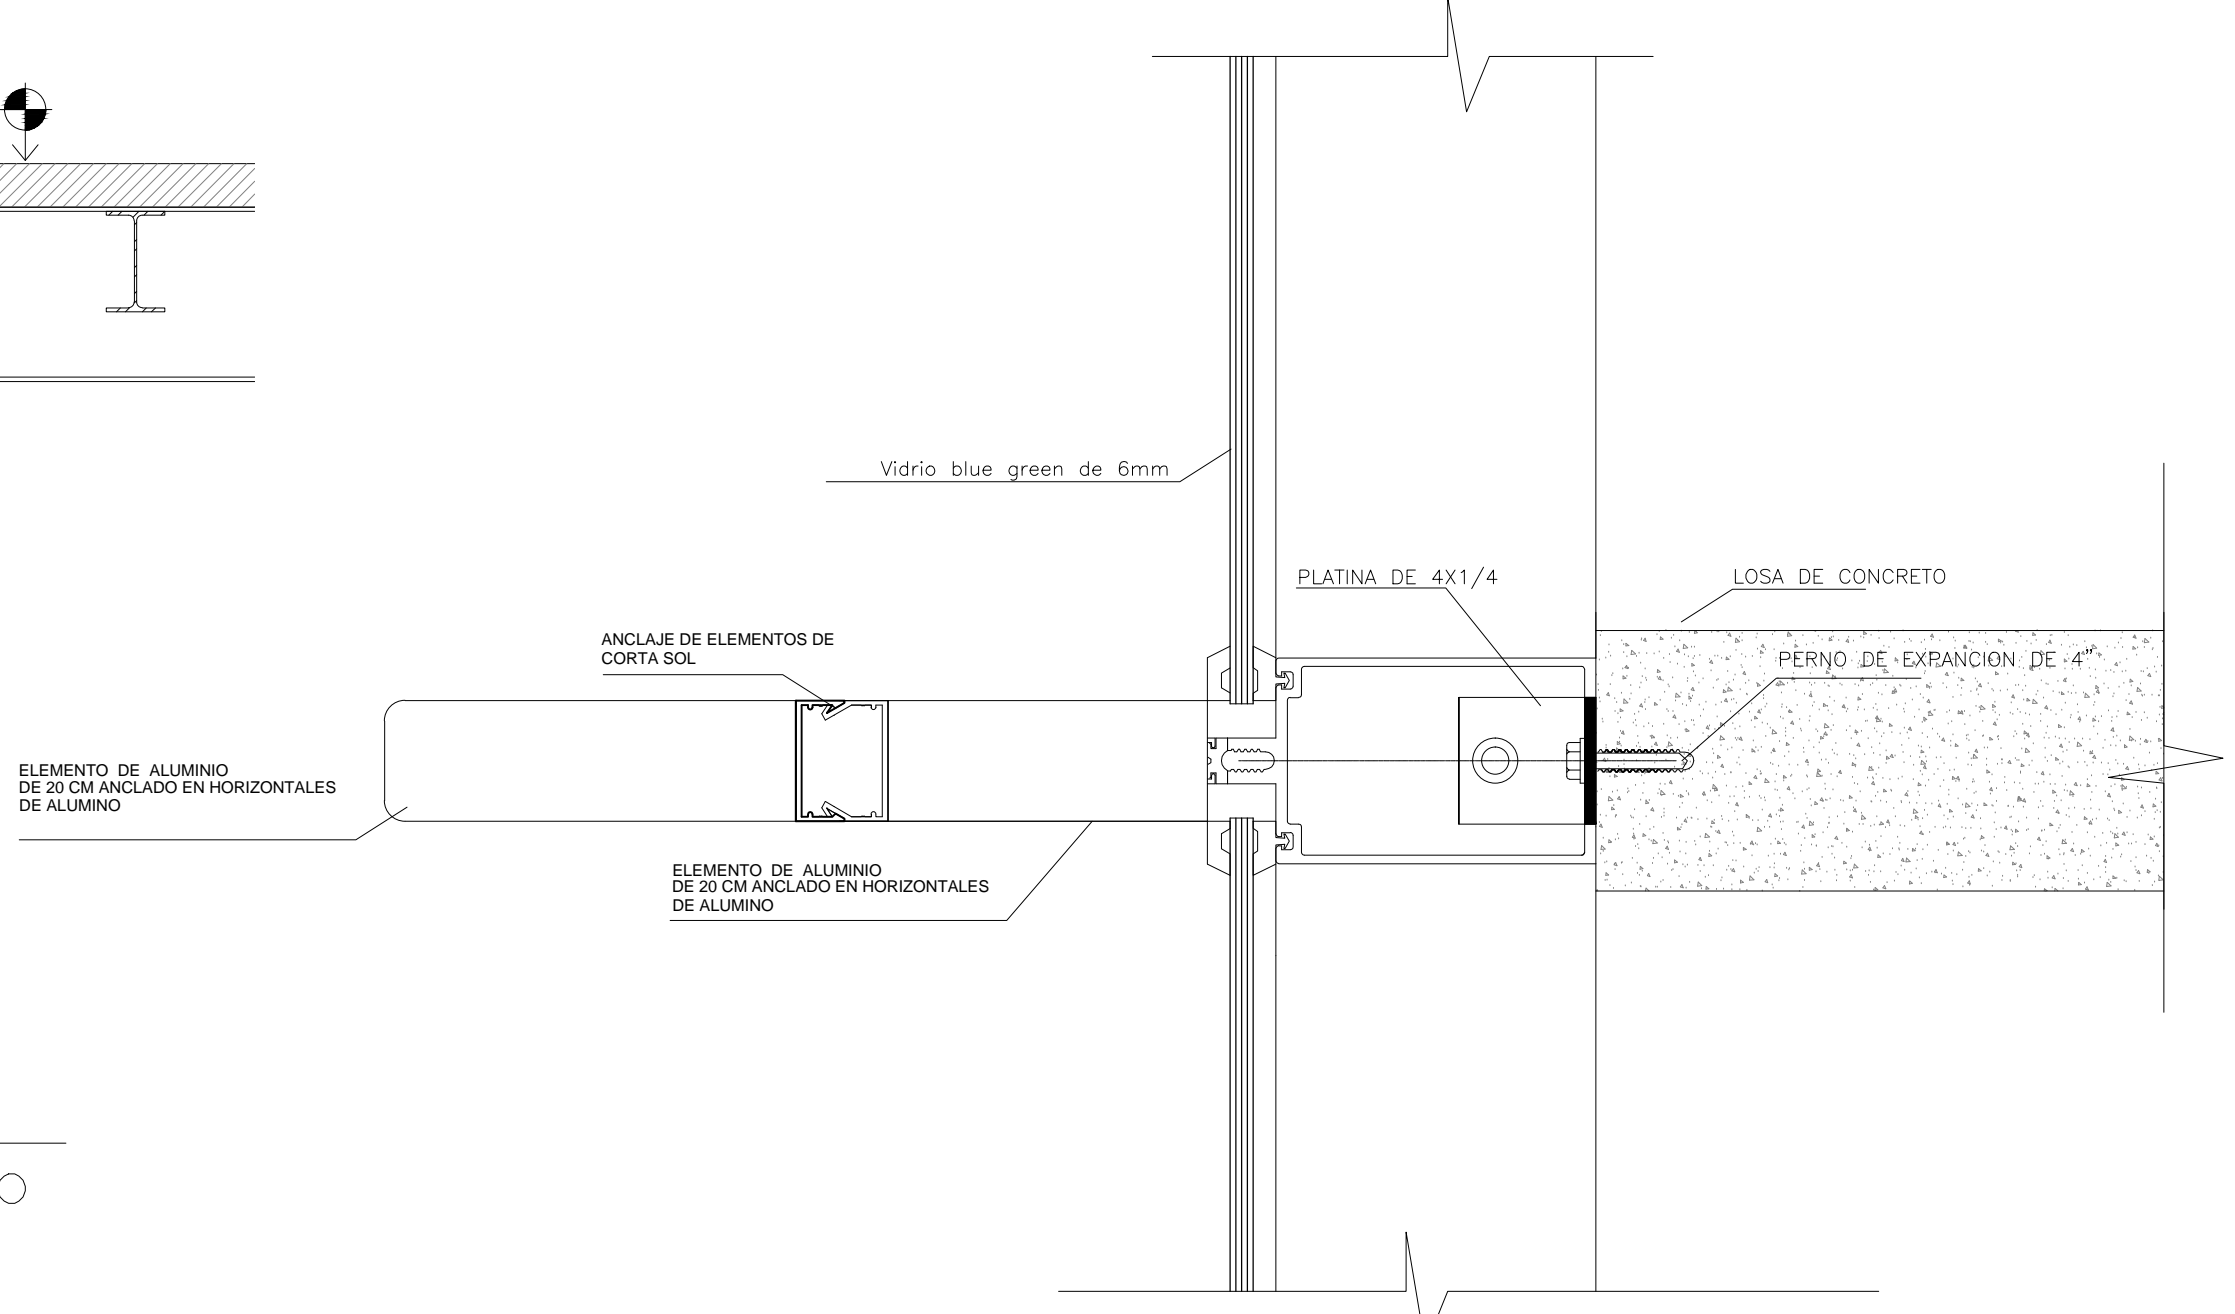 Vidrio blue green de 6mm
PLATINA DE 4X1/4
LOSA DE CONCRETO
ANCLAJE DE ELEMENTOS DE
CORTA SOL
PERNO DE EXPANCION DE 4"
ELEMENTO DE ALUMINIO
DE 20 CM ANCLADO EN HORIZONTALES
DE ALUMINO
ELEMENTO DE ALUMINIO
DE 20 CM ANCLADO EN HORIZONTALES
DE ALUMINO